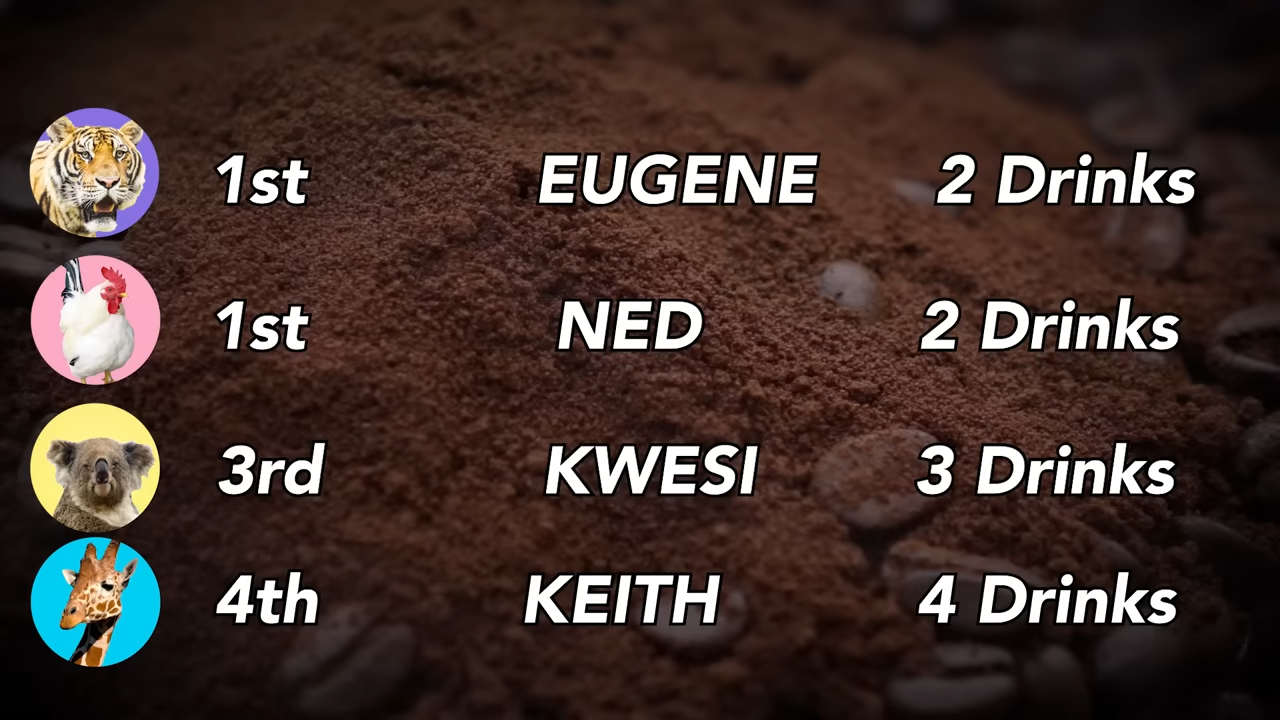 1st EUGENE 2 Drinks
1st NED 2 Drinks
3rd KWESI 3 Drinks
4th KEITH 4 Drinks